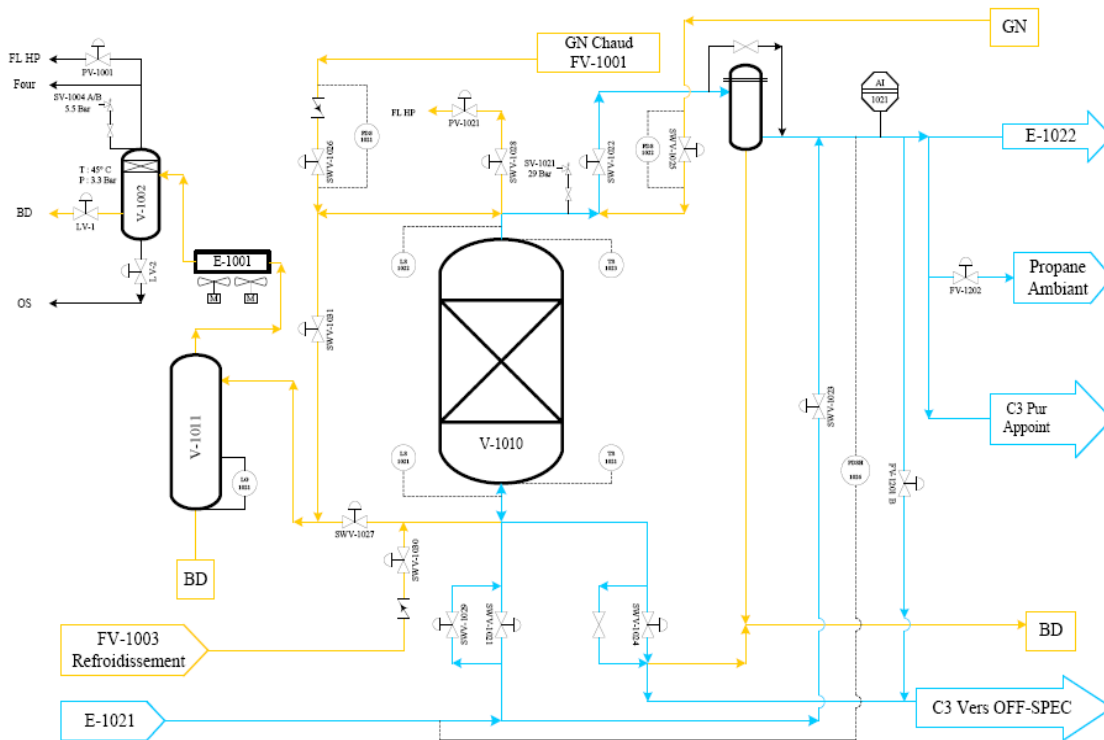 FL HP
PV-1001
Four
SV-1004 A/B
5.5 Bar
T : 45° C
P : 3.3 Bar
V-1002
BD
LV-1
LV-2
OS
E-1001
M
M
V-1011
LG
1021
BD
FV-1003
Refroidissement
E-1021
GN Chaud
FV-1001
SWV-1026
FL HP
PV-1021
SWV-1028
SV-1021
29 Bar
SWV-1022
SWV-1025
GN
SWV-1031
V-1010
SWV-1027
SWV-1030
SWV-1029
SWV-1021
SWV-1024
SWV-1023
AI
1021
E-1022
FV-1202
Propane
Ambiant
C3 Pur
Appoint
FV-1201 B
BD
C3 Vers OFF-SPEC